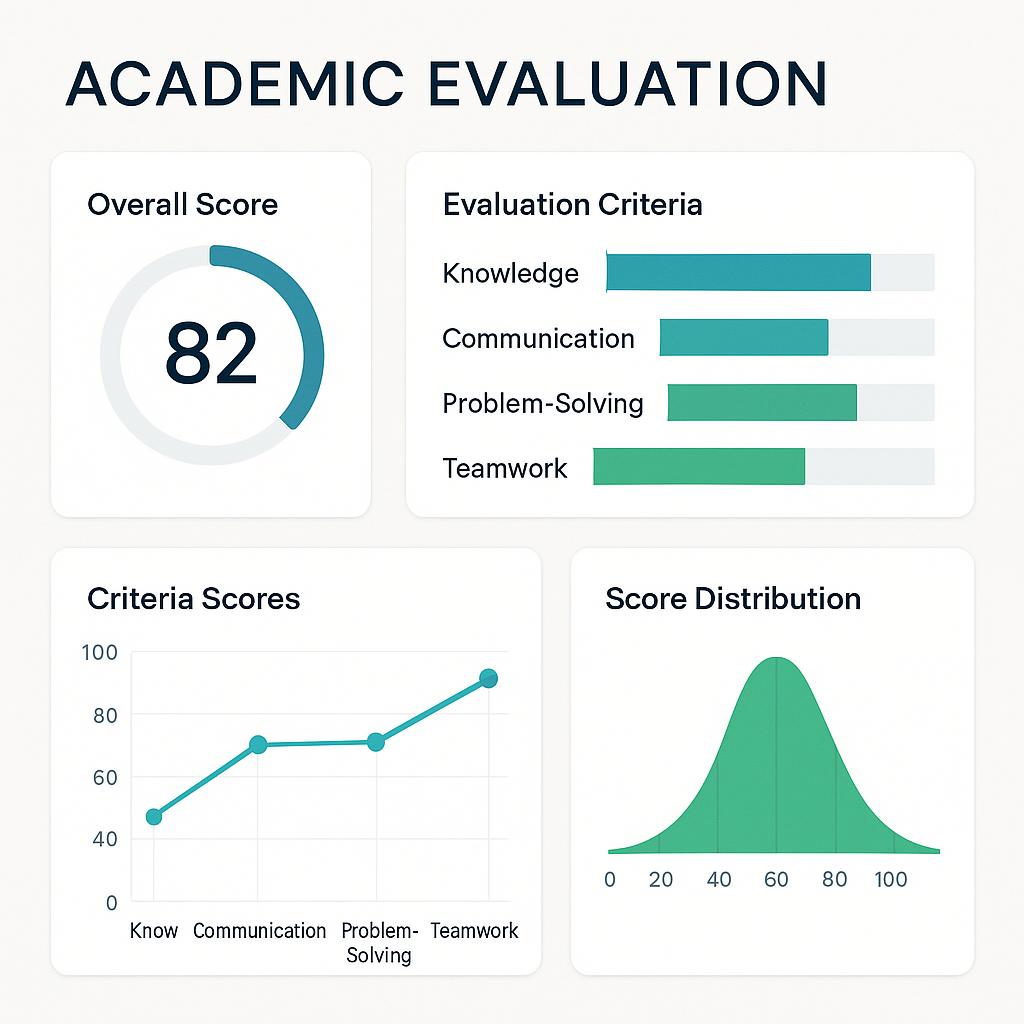 ACADEMIC EVALUATION
Overall Score
82
Evaluation Criteria
Knowledge
Communication
Problem-Solving
Teamwork
Criteria Scores
100
80
60
40
0
Know Communication Problem- Teamwork
Solving
Score Distribution
0 20 40 60 80 100